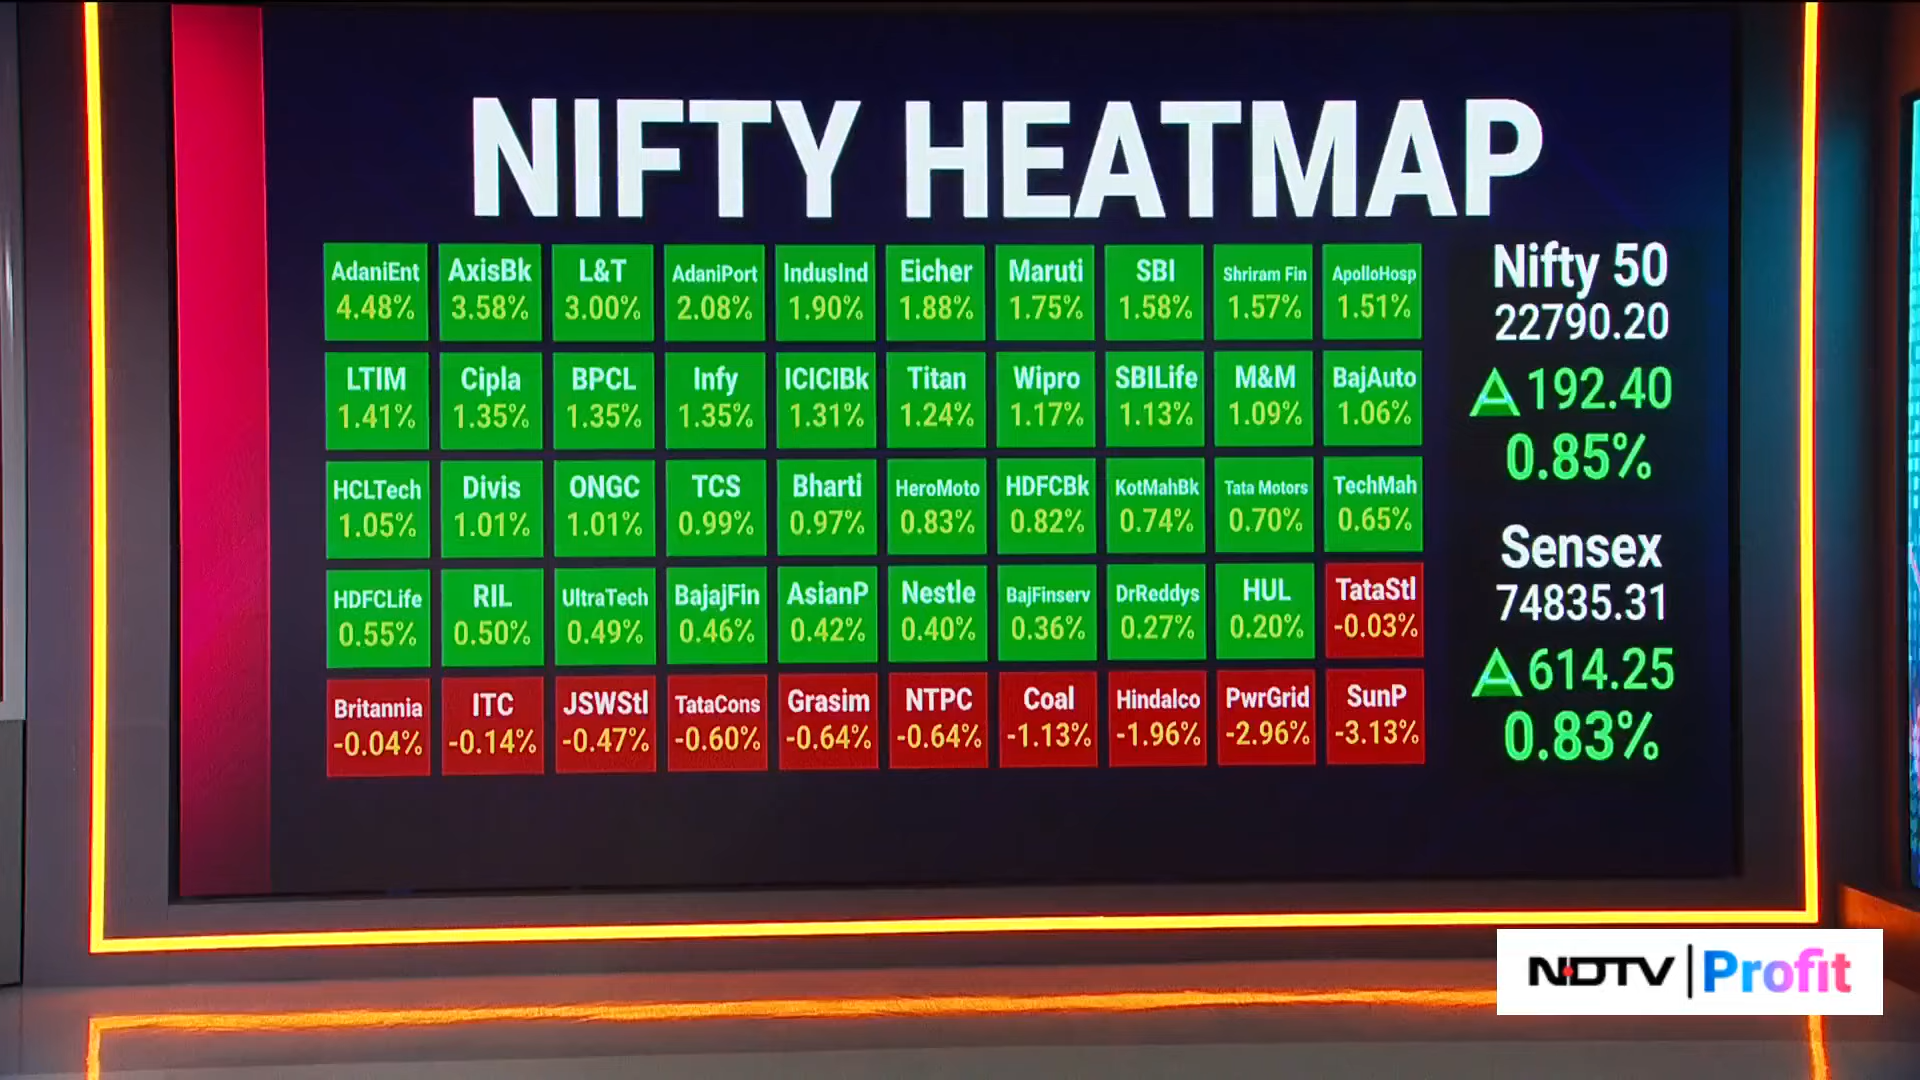 NIFTY HEATMAP
AdaniEnt AxisBk L&T AdaniPort IndusInd Eicher Maruti SBI Shriram Fin ApolloHosp
4.48% 3.58% 3.00% 2.08% 1.90% 1.88% 1.75% 1.58% 1.57% 1.51%
LTIM Cipla BPCL Infy ICICIBk Titan Wipro SBILife M&M BajAuto
1.41% 1.35% 1.35% 1.35% 1.31% 1.24% 1.17% 1.13% 1.09% 1.06%
HCLTech Divis ONGC TCS Bharti HeroMoto HDFCBk KotMahBk Tata Motors TechMah
1.05% 1.01% 1.01% 0.99% 0.97% 0.83% 0.82% 0.74% 0.70% 0.65%
HDFCLife RIL UltraTech BajajFin AsianP Nestle BajFinserv DrReddys HUL TataStl
0.55% 0.50% 0.49% 0.46% 0.42% 0.40% 0.36% 0.27% 0.20% -0.03%
Britannia ITC JSWStl TataCons Grasim NTPC Coal Hindalco PwrGrid SunP
-0.04% -0.14% -0.47% -0.60% -0.64% -0.64% -1.13% -1.96% -2.96% -3.13%
Nifty 50
22790.20
192.40
0.85%
Sensex
74835.31
614.25
0.83%
NDTV Profit